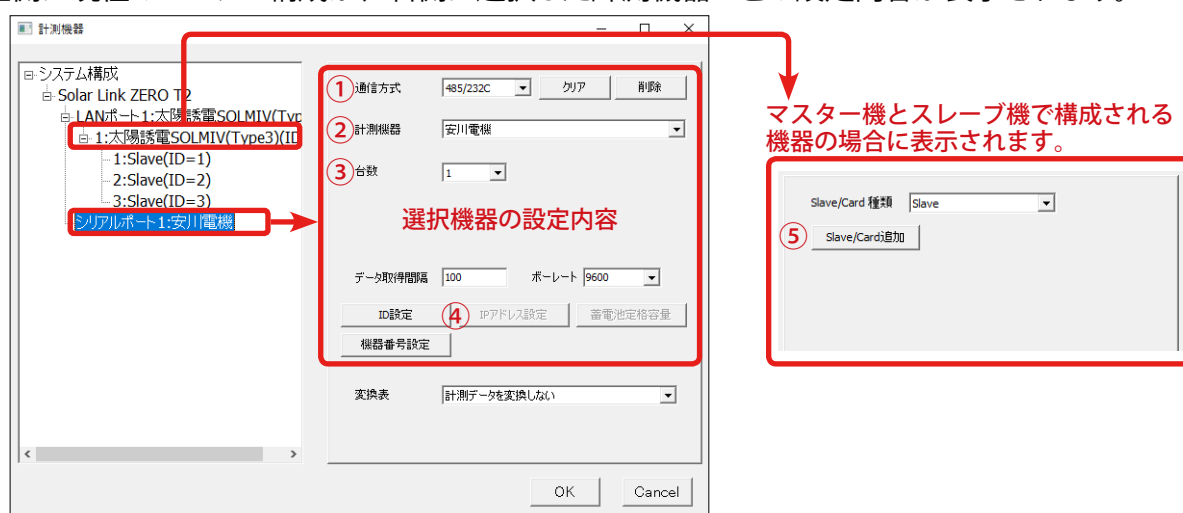 計測機器
システム構成
Solar Link ZERO T2
LANポート1:太陽誘電SOLMIV(Typ
1:太陽誘電SOLMIV(Type3)(ID
1:Slave(ID=1)
2:Slave(ID=2)
3:Slave(ID=3)
シリアルポート1:安川電機
① 通信方式 485/232C クリア 削除
② 計測機器 安川電機
③ 台数 1
選択機器の設定内容
データ取得間隔 100 ボーレート 9600
ID設定 ④ IPアドレス設定 蓄電池定格容量
機器番号設定
変換表 計測データを変換しない
OK Cancel
マスター機とスレーブ機で構成される
機器の場合に表示されます。
Slave/Card 種類 Slave
⑤ Slave/Card追加